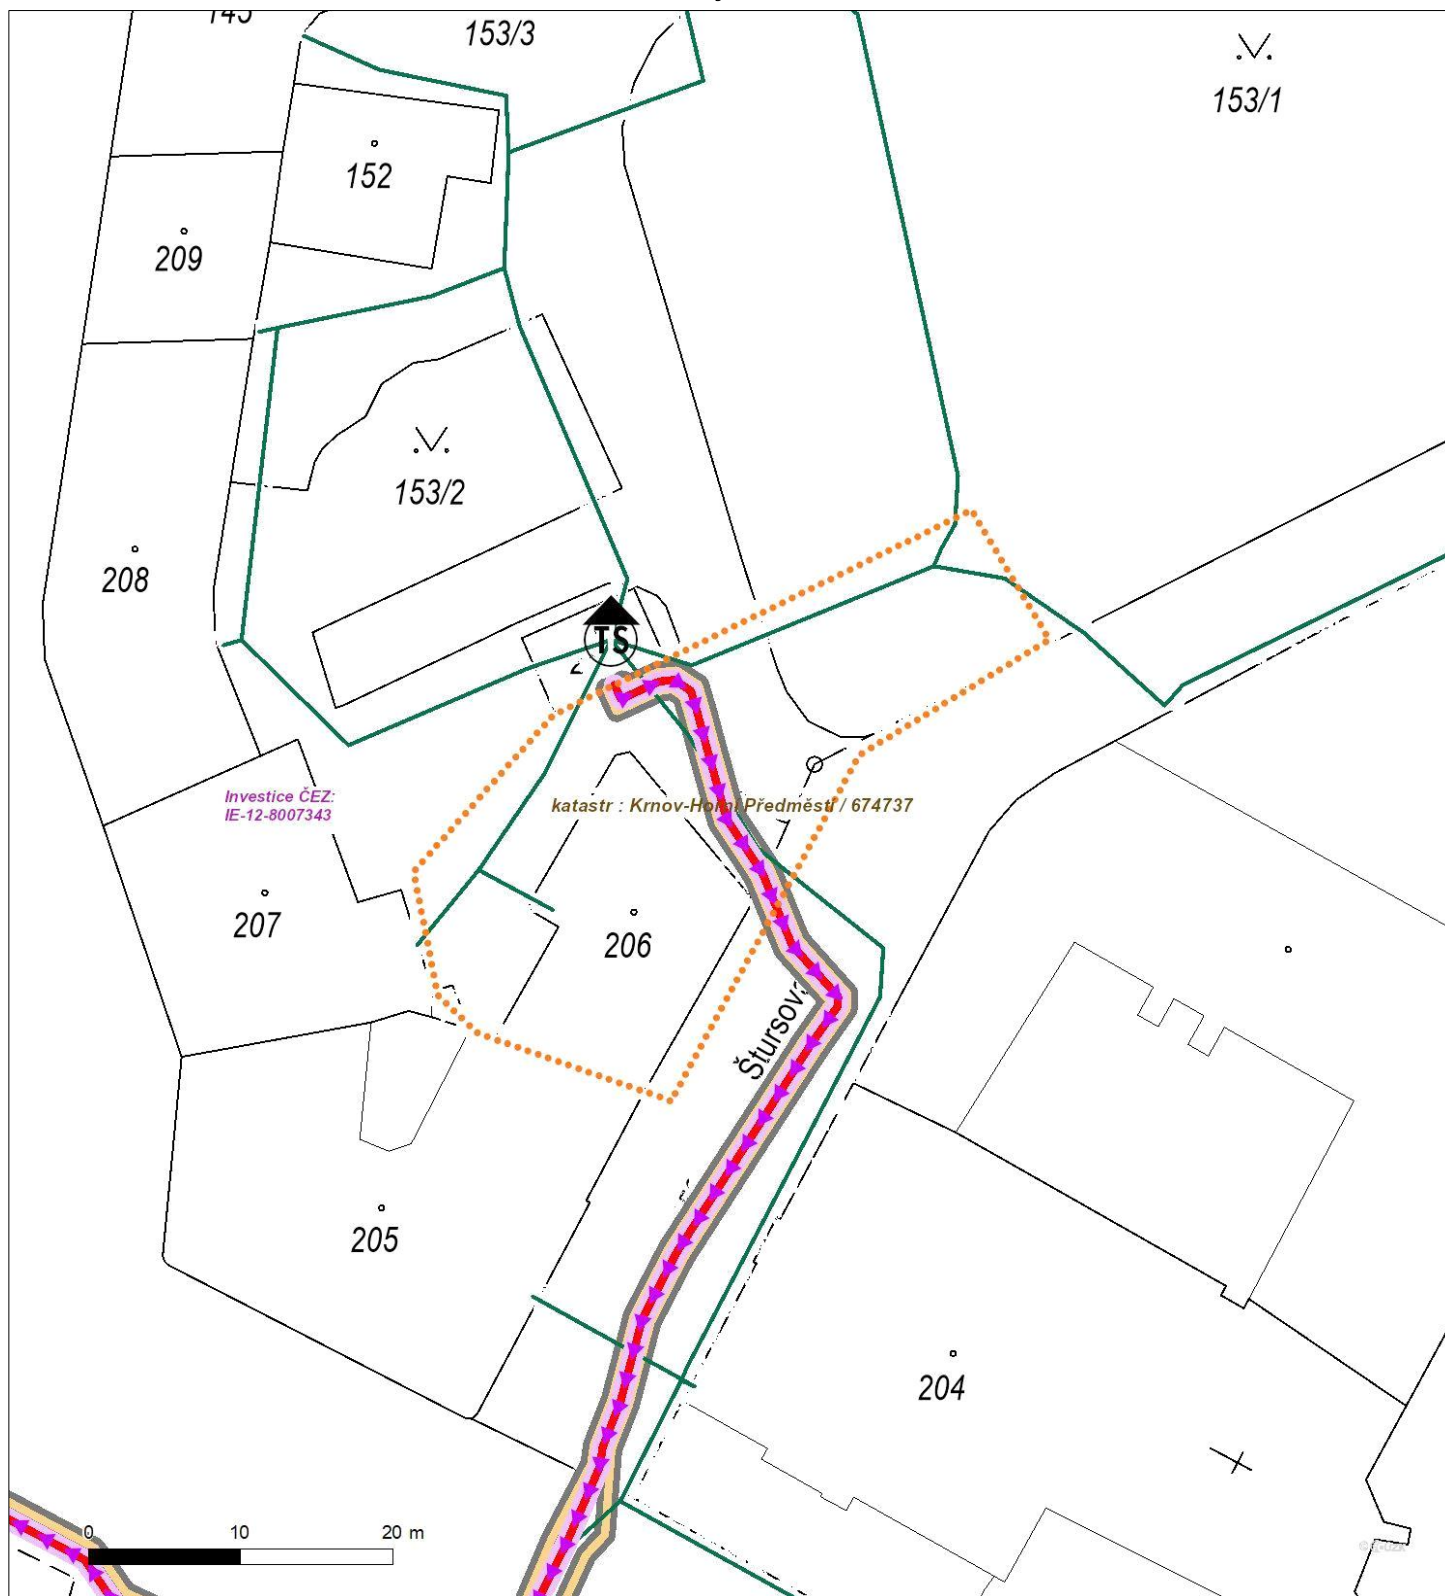 153/3
153/1
152
209
153/2
208
TS
Investice ČEZ:
IE-12-8007343
katastr : Krnov-Horní Předměstí / 674737
207
206
Štursova
205
204
0 10 20 m